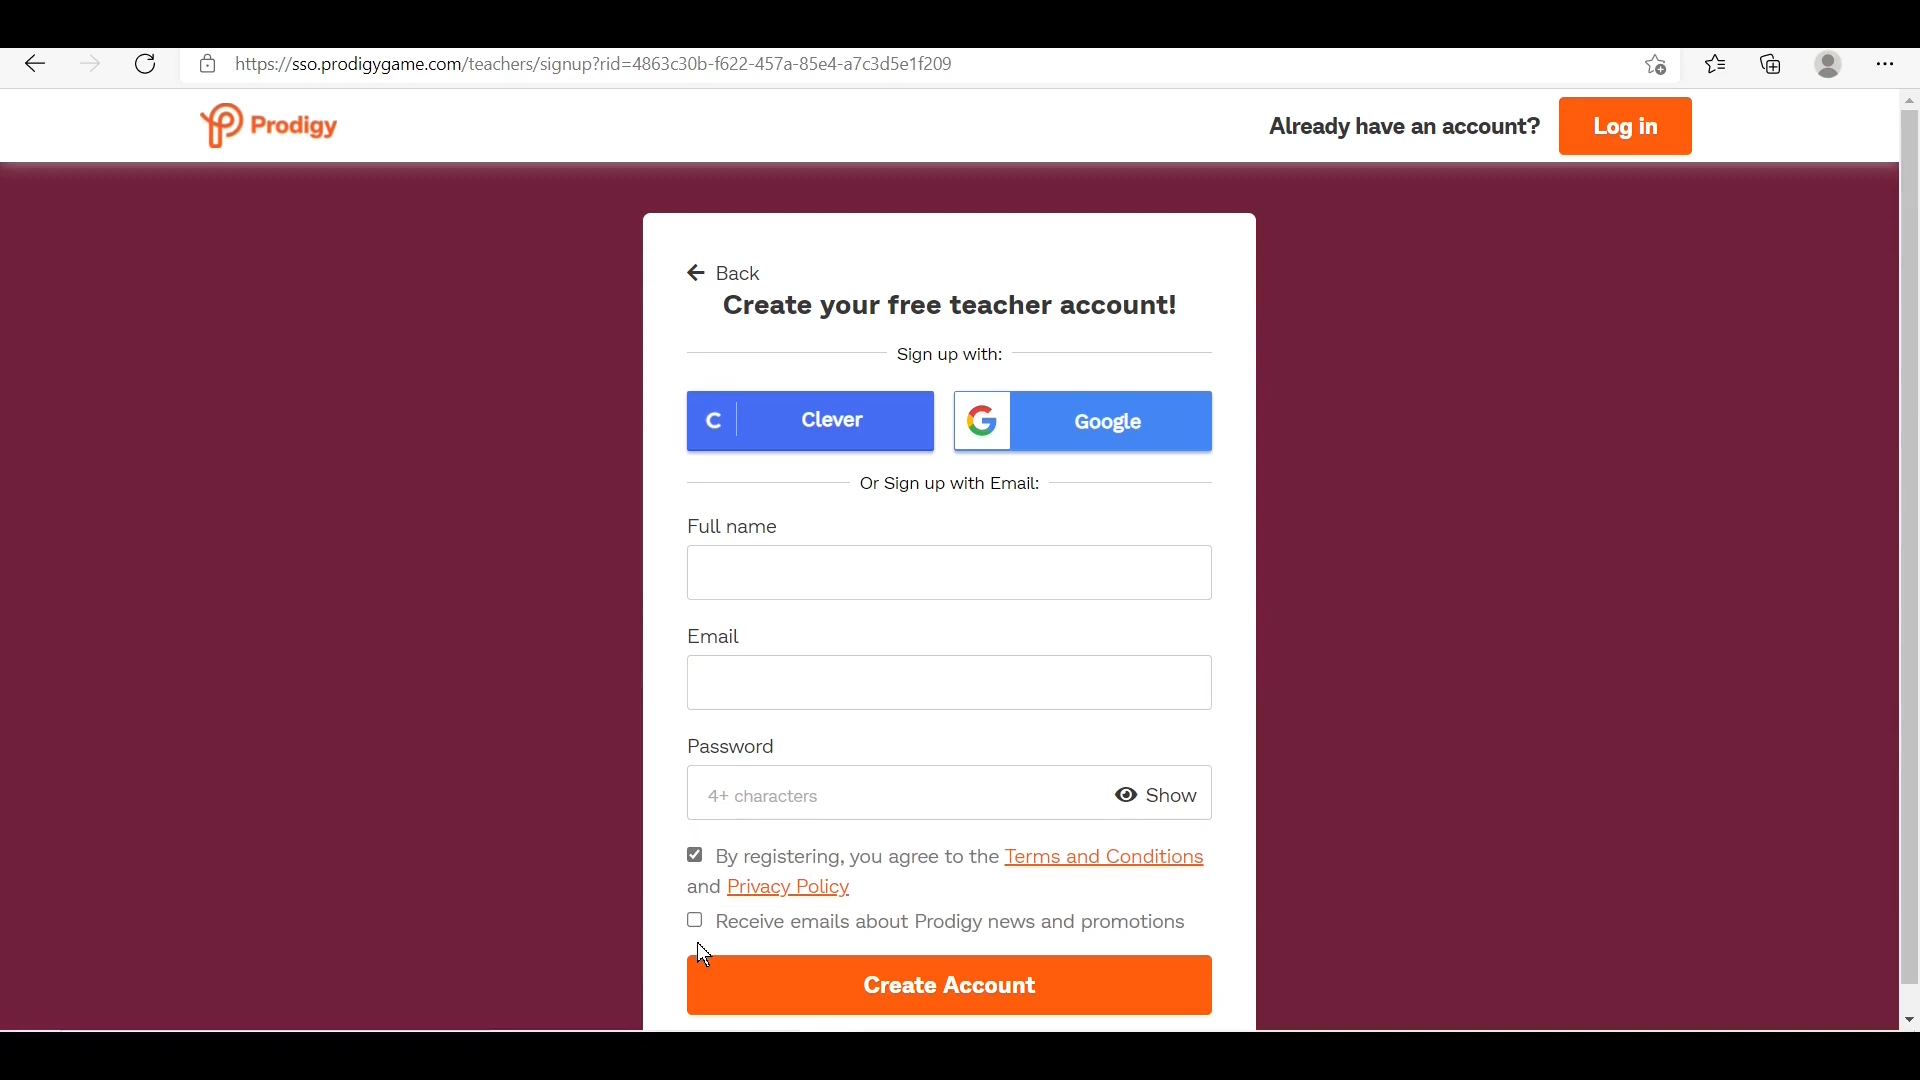 https://sso.prodigygame.com/teachers/signup?rid=4863c30b-f622-457a-85e4-a7c3d5e1f209
Prodigy
Already have an account?
Log in
Back
Create your free teacher account!
Sign up with:
C Clever
G Google
Or Sign up with Email:
Full name
Email
Password
4+ characters
Show
By registering, you agree to the Terms and Conditions
and Privacy Policy
Receive emails about Prodigy news and promotions
Create Account